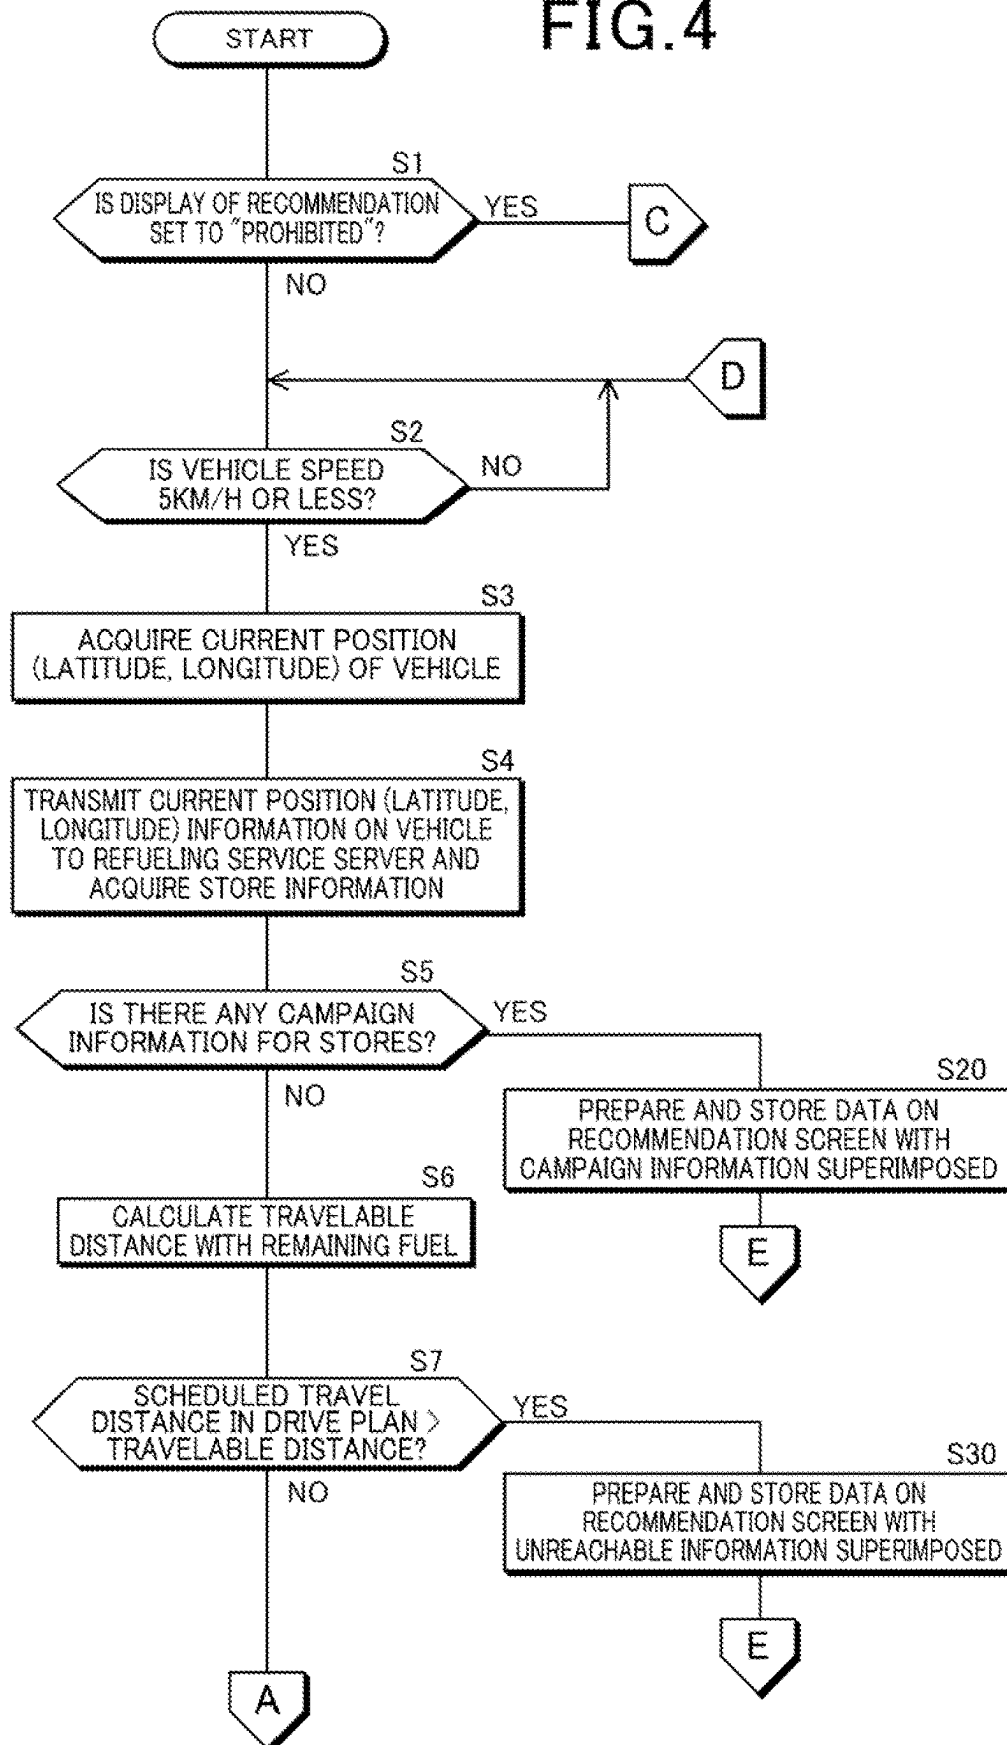 FIG.4
START
S1
IS DISPLAY OF RECOMMENDATION
SET TO "PROHIBITED"?
YES
C
NO
D
S2
IS VEHICLE SPEED
5KM/H OR LESS?
NO
YES
S3
ACQUIRE CURRENT POSITION
(LATITUDE, LONGITUDE) OF VEHICLE
S4
TRANSMIT CURRENT POSITION (LATITUDE,
LONGITUDE) INFORMATION ON VEHICLE
TO REFUELING SERVICE SERVER AND
ACQUIRE STORE INFORMATION
S5
IS THERE ANY CAMPAIGN
INFORMATION FOR STORES?
YES
NO
S20
PREPARE AND STORE DATA ON
RECOMMENDATION SCREEN WITH
CAMPAIGN INFORMATION SUPERIMPOSED
E
S6
CALCULATE TRAVELABLE
DISTANCE WITH REMAINING FUEL
S7
SCHEDULED TRAVEL
DISTANCE IN DRIVE PLAN >
TRAVELABLE DISTANCE?
YES
NO
S30
PREPARE AND STORE DATA ON
RECOMMENDATION SCREEN WITH
UNREACHABLE INFORMATION SUPERIMPOSED
E
A